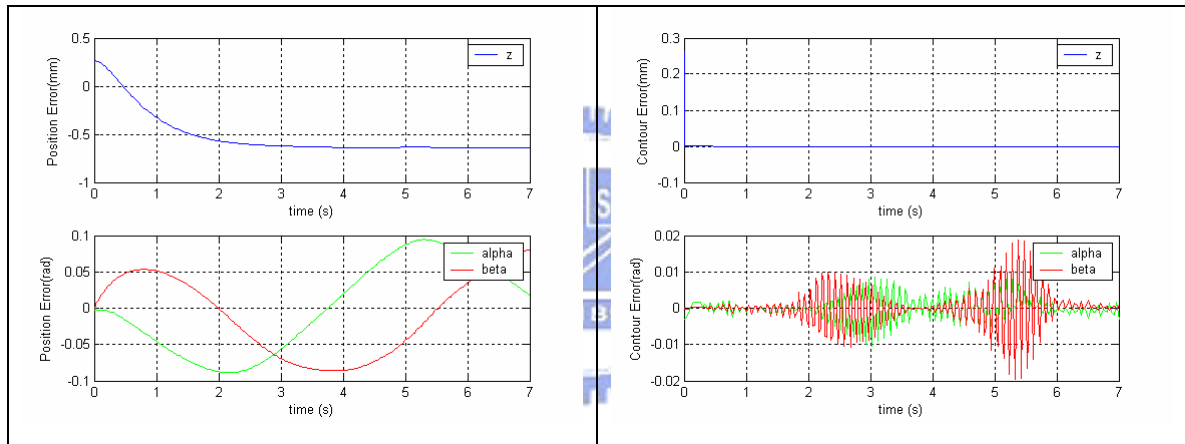 0.5
0
-0.5
-1
Position Error(mm)
z
0 1 2 3 4 5 6 7
time (s)
0.1
0.05
0
-0.05
-0.1
Position Error(rad)
alpha
beta
0 1 2 3 4 5 6 7
time (s)
0.3
0.2
0.1
0
-0.1
Contour Error(mm)
z
0 1 2 3 4 5 6 7
time (s)
0.02
0.01
0
-0.01
-0.02
Contour Error(rad)
alpha
beta
0 1 2 3 4 5 6 7
time (s)